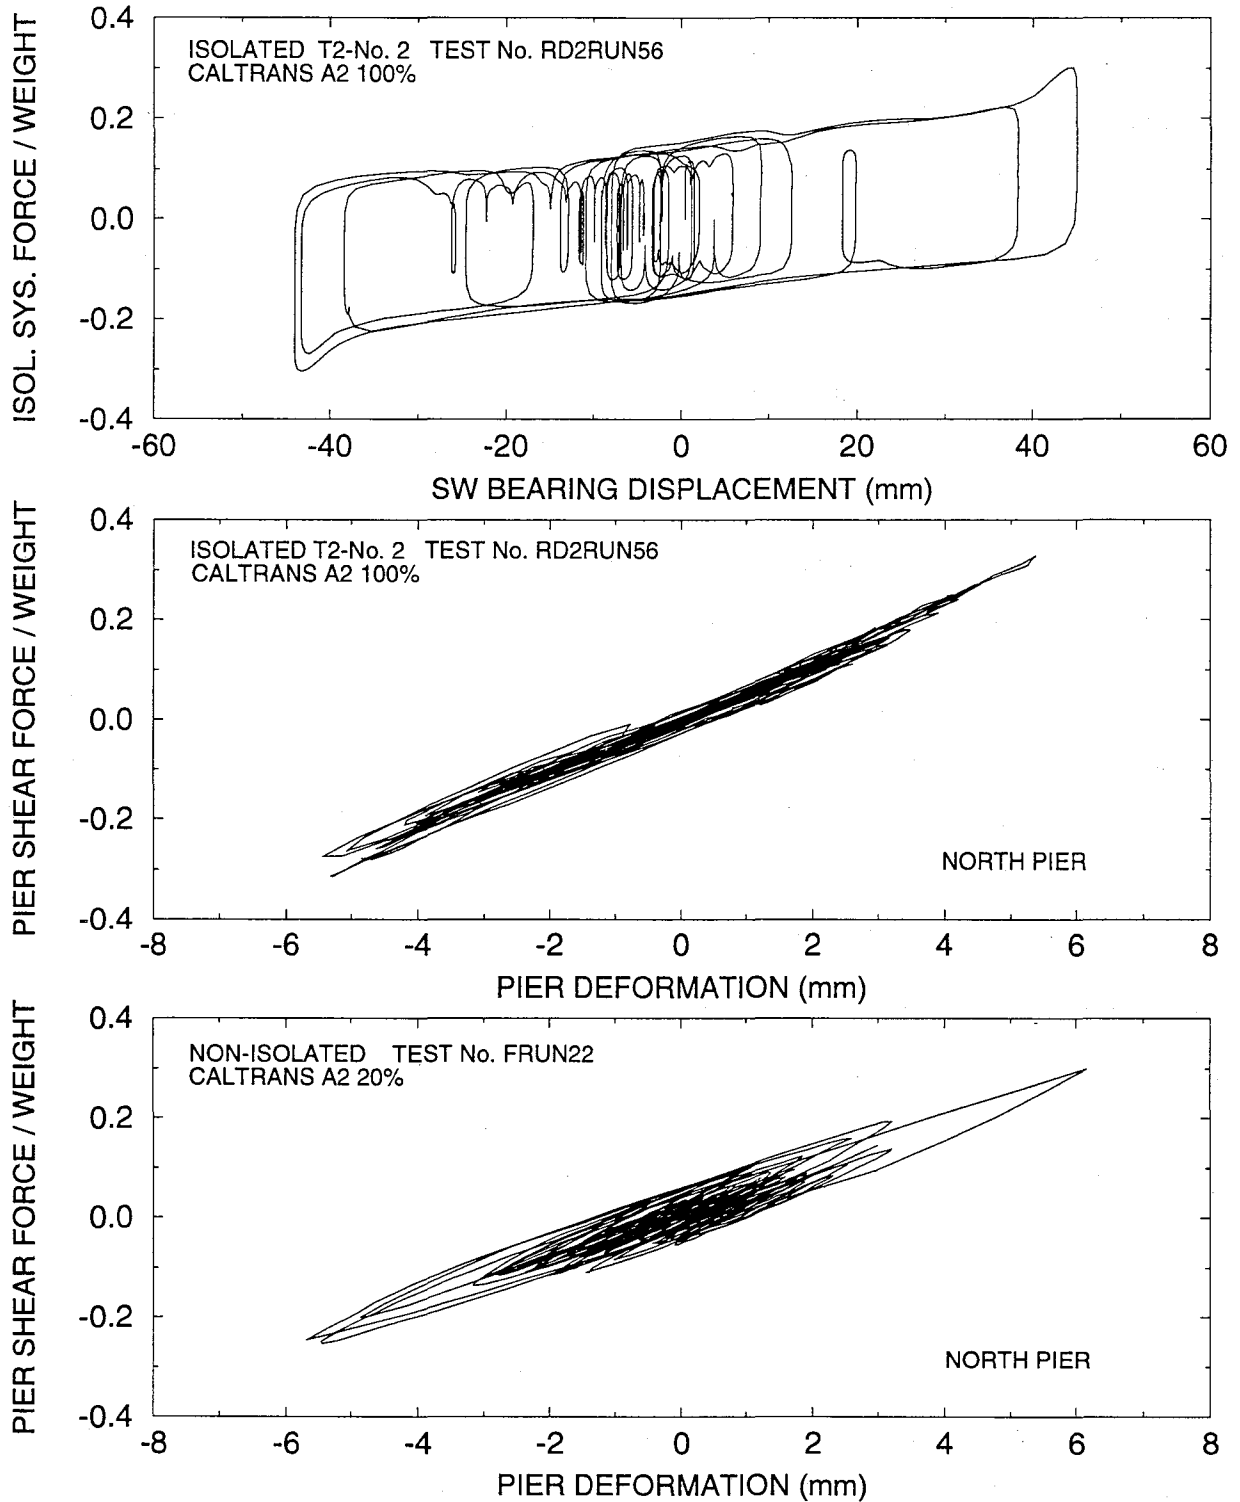 ISOL. SYS. FORCE / WEIGHT
0.4
0.2
0.0
-0.2
-0.4
ISOLATED T2-No. 2 TEST No. RD2RUN56
CALTRANS A2 100%
-60 -40 -20 0 20 40 60
SW BEARING DISPLACEMENT (mm)
PIER SHEAR FORCE / WEIGHT
0.4
0.2
0.0
-0.2
-0.4
ISOLATED T2-No. 2 TEST No. RD2RUN56
CALTRANS A2 100%
NORTH PIER
-8 -6 -4 -2 0 2 4 6 8
PIER DEFORMATION (mm)
PIER SHEAR FORCE / WEIGHT
0.4
0.2
0.0
-0.2
-0.4
NON-ISOLATED TEST No. FRUN22
CALTRANS A2 20%
NORTH PIER
-8 -6 -4 -2 0 2 4 6 8
PIER DEFORMATION (mm)